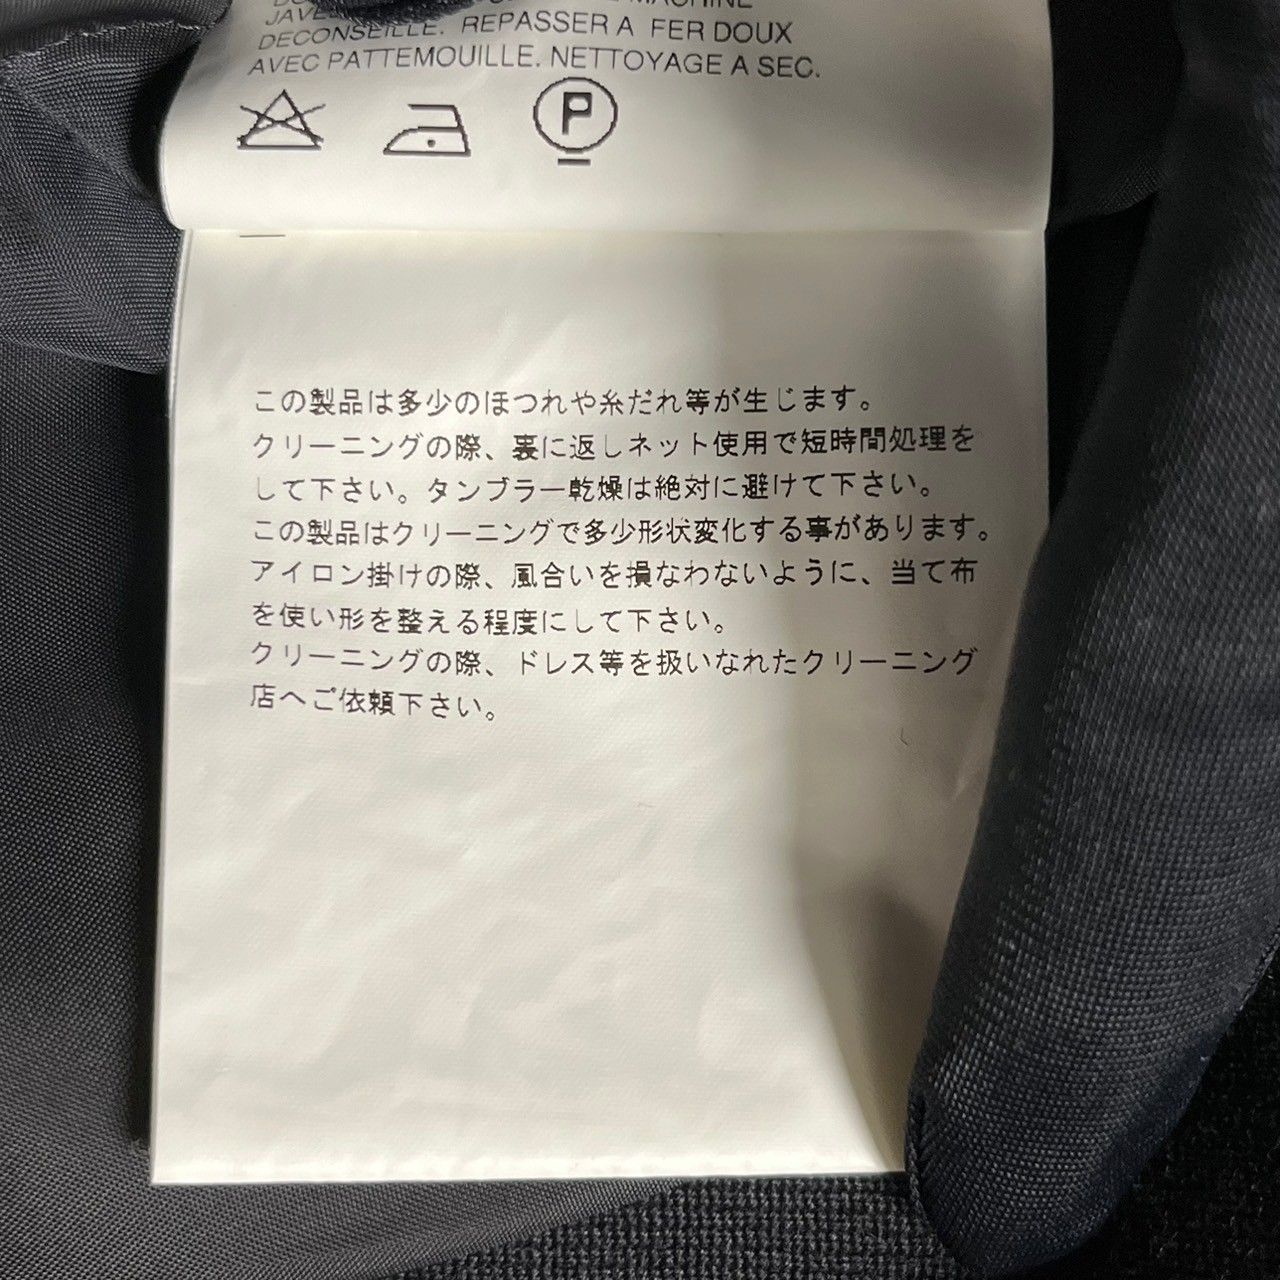 MACHINE
DECONSEILLE. REPASSER A FER DOUX
AVEC PATTEMOUILLE. NETTOYAGE A SEC.
P
この製品は多少のほつれや糸だれ等が生じます。
クリーニングの際、裏に返しネット使用で短時間処理を
して下さい。タンブラー乾燥は絶対に避けて下さい。
この製品はクリーニングで多少形状変化する事があります。
アイロン掛けの際、風合いを損なわないように、当て布
を使い形を整える程度にして下さい。
クリーニングの際、ドレス等を扱いなれたクリーニング
店へご依頼下さい。